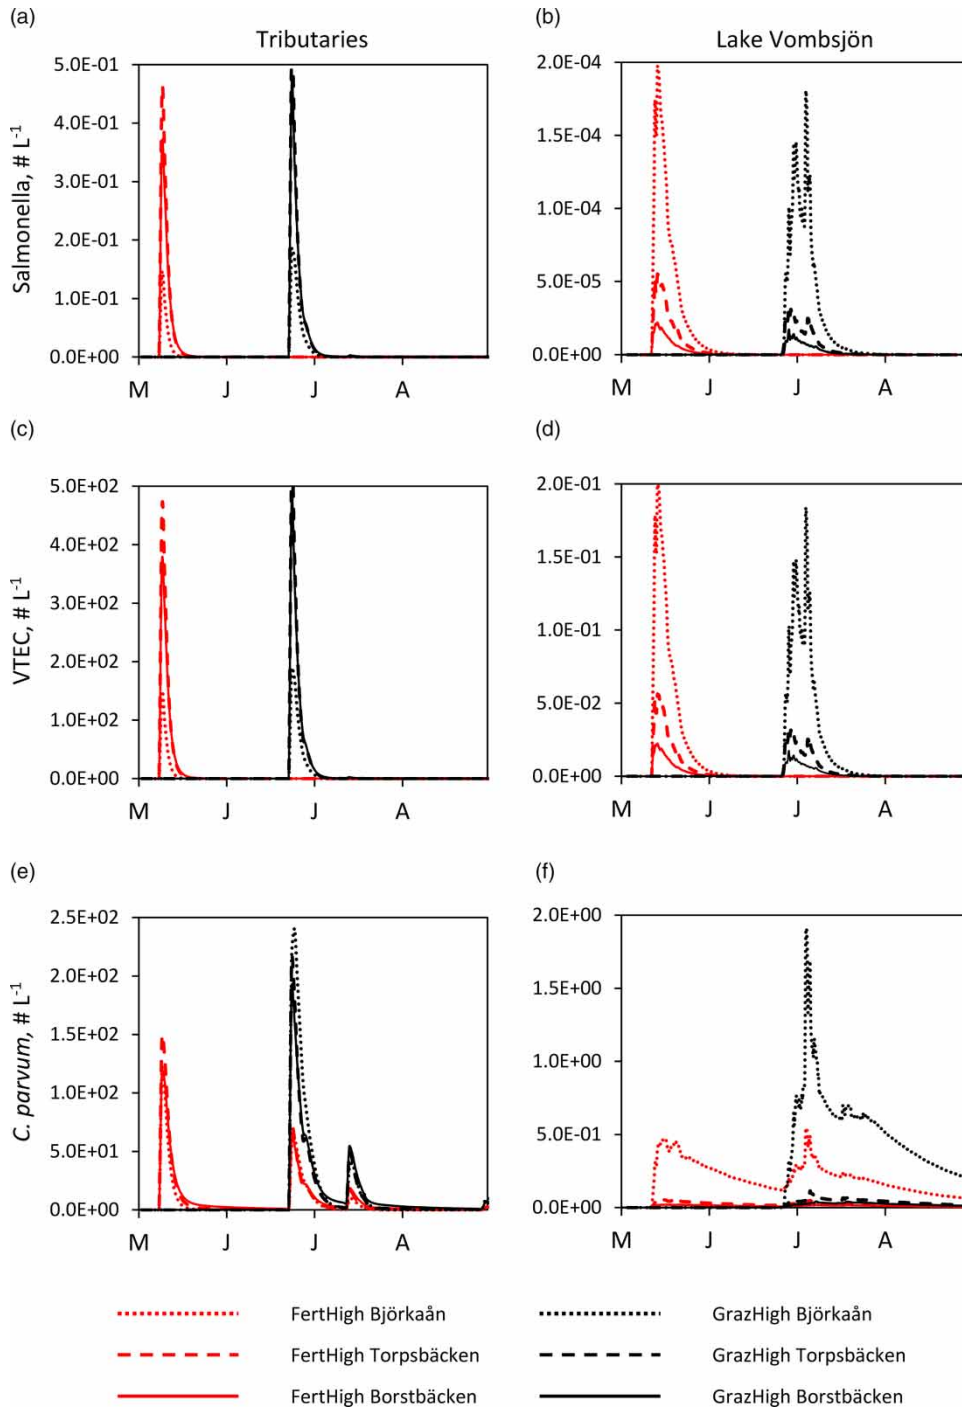 (a)
(b)
Tributaries
Lake Vombsjön
Salmonella, # L-1
5.0E-01
4.0E-01
3.0E-01
2.0E-01
1.0E-01
0.0E+00
M J J A
2.0E-04
1.5E-04
1.0E-04
5.0E-05
0.0E+00
M J J A
(c)
(d)
VTEC, # L-1
5.0E+02
4.0E+02
3.0E+02
2.0E+02
1.0E+02
0.0E+00
M J J A
2.0E-01
1.5E-01
1.0E-01
5.0E-02
0.0E+00
M J J A
(e)
(f)
C. parvum, # L-1
2.5E+02
2.0E+02
1.5E+02
1.0E+02
5.0E+01
0.0E+00
M J J A
2.0E+00
1.5E+00
1.0E+00
5.0E-01
0.0E+00
M J J A
FertHigh Björkaån
GrazHigh Björkaån
FertHigh Torpsbäcken
GrazHigh Torpsbäcken
FertHigh Borstbäcken
GrazHigh Borstbäcken